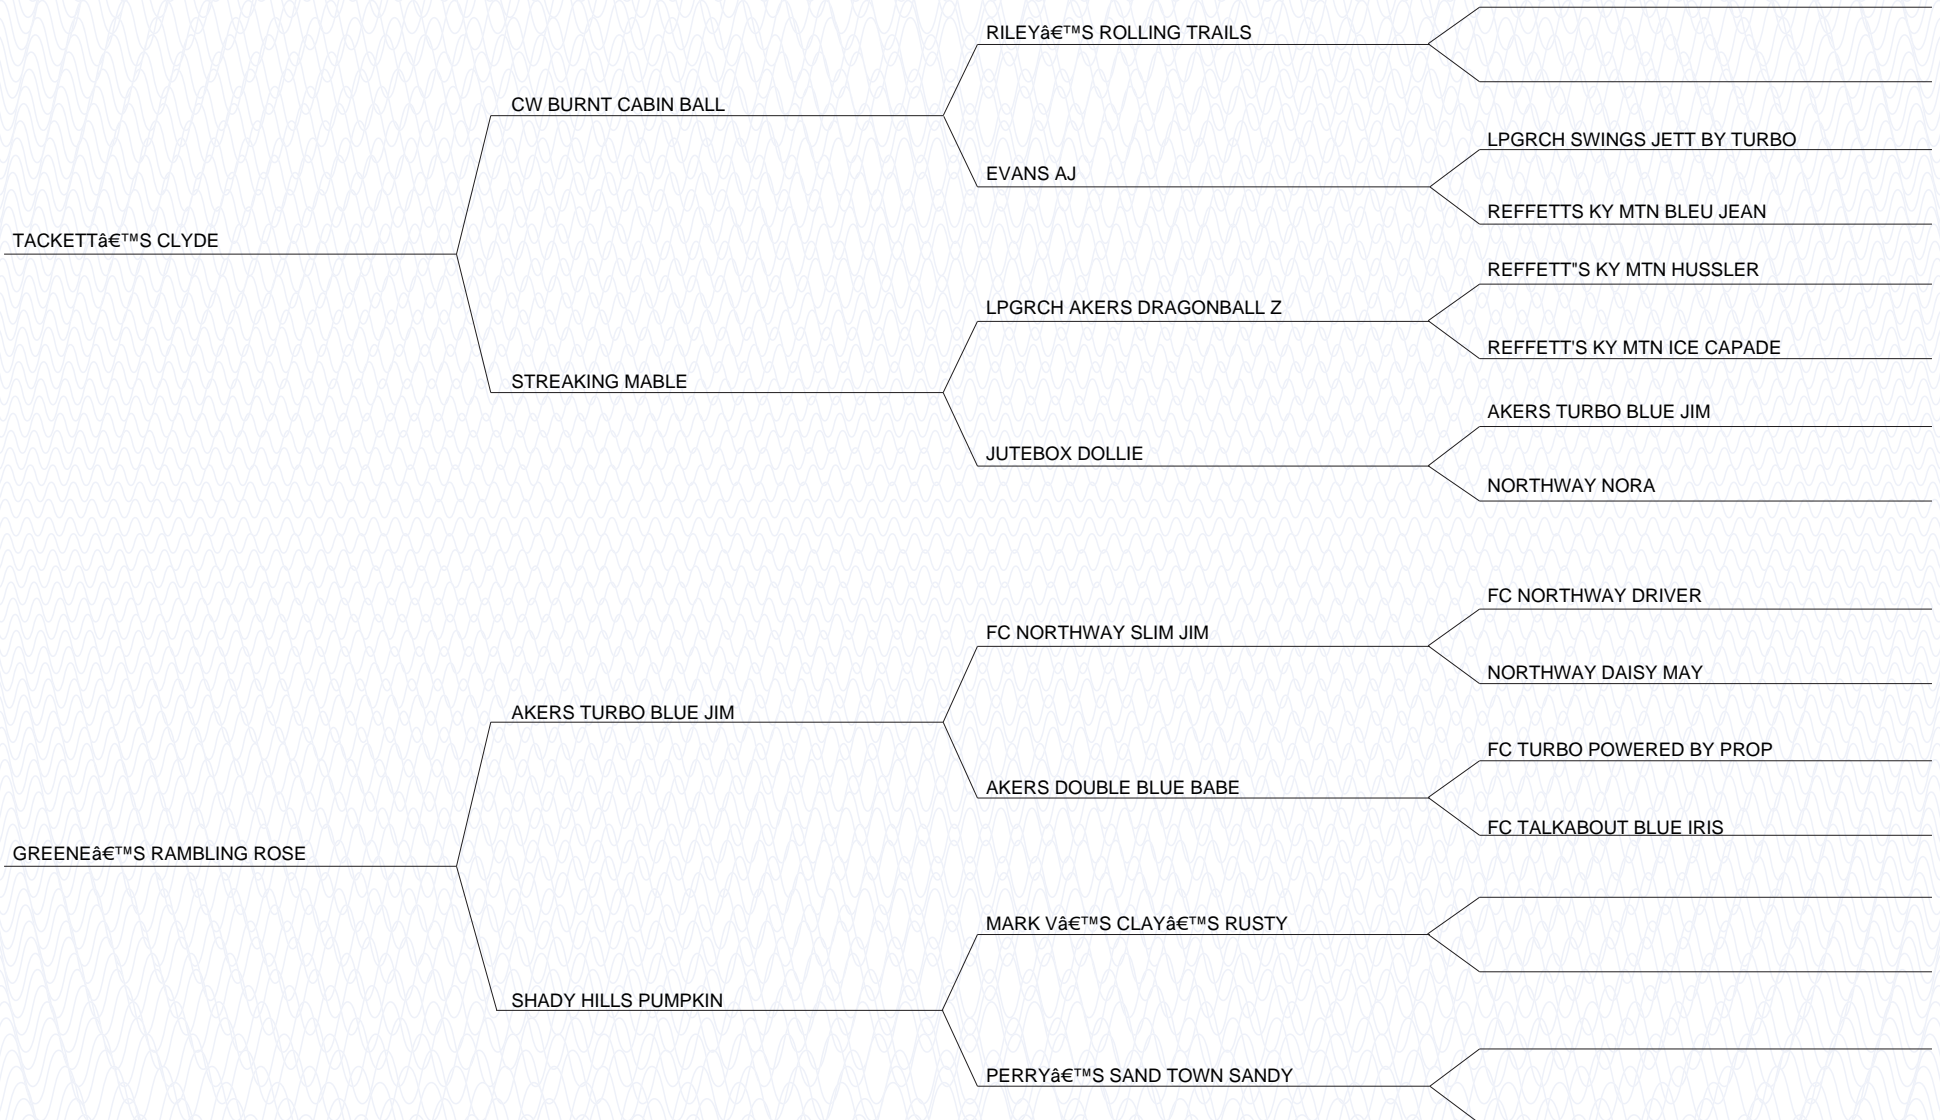 RILEYâ€™S ROLLING TRAILS
CW BURNT CABIN BALL
LPGRCH SWINGS JETT BY TURBO
EVANS AJ
REFFETTS KY MTN BLEU JEAN
TACKETTâ€™S CLYDE
REFFETT"S KY MTN HUSSLER
LPGRCH AKERS DRAGONBALL Z
REFFETT'S KY MTN ICE CAPADE
STREAKING MABLE
AKERS TURBO BLUE JIM
JUTEBOX DOLLIE
NORTHWAY NORA
FC NORTHWAY DRIVER
FC NORTHWAY SLIM JIM
NORTHWAY DAISY MAY
AKERS TURBO BLUE JIM
FC TURBO POWERED BY PROP
AKERS DOUBLE BLUE BABE
FC TALKABOUT BLUE IRIS
GREENEâ€™S RAMBLING ROSE
MARK Vâ€™S CLAYâ€™S RUSTY
SHADY HILLS PUMPKIN
PERRYâ€™S SAND TOWN SANDY